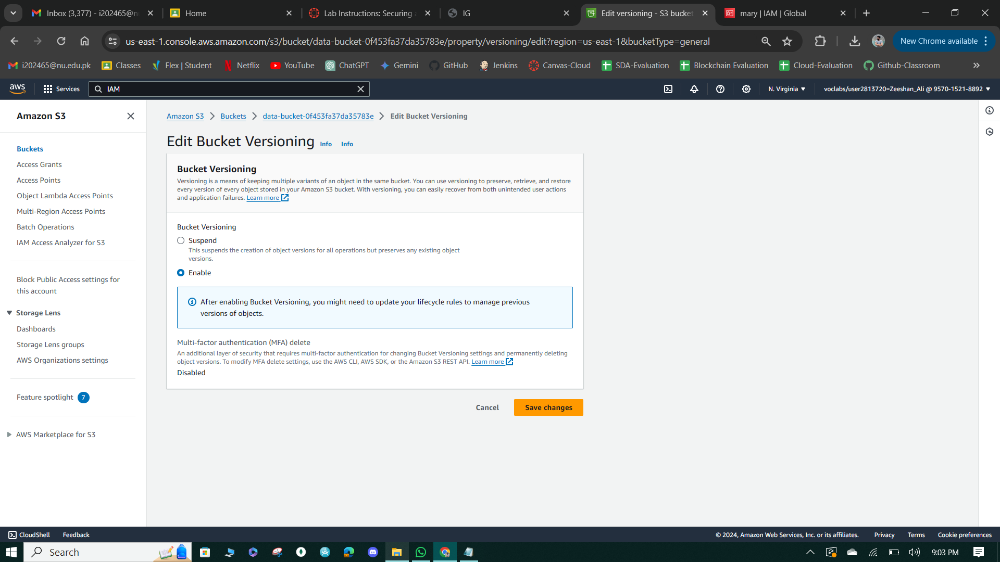 Inbox (3,377) - i202465@n
Home
Lab Instructions: Securing a
IG
Edit versioning - S3 bucket
mary | IAM | Global
us-east-1.console.aws.amazon.com/s3/bucket/data-bucket-0f453fa37da35783e/property/versioning/edit?region=us-east-1&bucketType=general
New Chrome available
i202465@nu.edu.pk
Classes
Flex | Student
Netflix
YouTube
ChatGPT
Gemini
GitHub
Jenkins
Canvas-Cloud
SDA-Evaluation
Blockchain Evaluation
Cloud-Evaluation
Github-Classroom
aws
Services
IAM
N. Virginia
voclabs/user2813720=Zeeshan_Ali @ 9570-1521-8892
Amazon S3
Buckets
Access Grants
Access Points
Object Lambda Access Points
Multi-Region Access Points
Batch Operations
IAM Access Analyzer for S3
Block Public Access settings for
this account
Storage Lens
Dashboards
Storage Lens groups
AWS Organizations settings
Feature spotlight 7
AWS Marketplace for S3
Amazon S3 > Buckets > data-bucket-0f453fa37da35783e > Edit Bucket Versioning
Edit Bucket Versioning Info Info
Bucket Versioning
Versioning is a means of keeping multiple variants of an object in the same bucket. You can use versioning to preserve, retrieve, and restore
every version of every object stored in your Amazon S3 bucket. With versioning, you can easily recover from both unintended user actions
and application failures. Learn more
Bucket Versioning
Suspend
This suspends the creation of object versions for all operations but preserves any existing object
versions.
Enable
After enabling Bucket Versioning, you might need to update your lifecycle rules to manage previous
versions of objects.
Multi-factor authentication (MFA) delete
An additional layer of security that requires multi-factor authentication for changing Bucket Versioning settings and permanently deleting
object versions. To modify MFA delete settings, use the AWS CLI, AWS SDK, or the Amazon S3 REST API. Learn more
Disabled
Cancel
Save changes
CloudShell
Feedback
© 2024, Amazon Web Services, Inc. or its affiliates.
Privacy
Terms
Cookie preferences
Search
9:03 PM